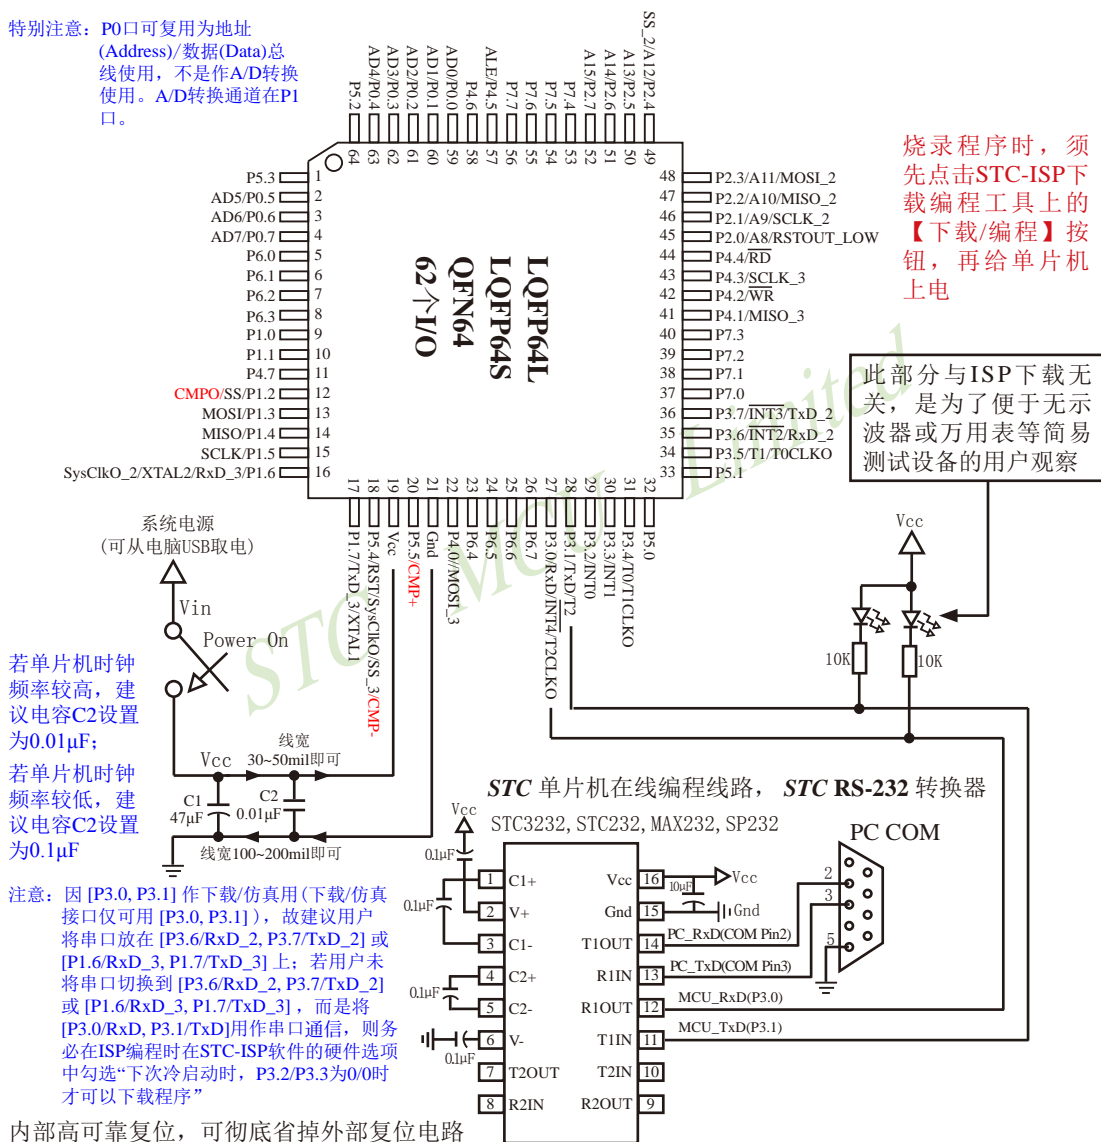 特别注意：P0口可复用为地址
(Address)/数据(Data)总
线使用，不是作A/D转换
使用。A/D转换通道在P1
口。
P5.2
AD4/P0.4
AD3/P0.3
AD2/P0.2
AD1/P0.1
AD0/P0.0
P4.6
ALE/P4.5
P7.7
P7.6
P7.5
P7.4
A15/P2.7
A14/P2.6
A13/P2.5
SS_2/A12/P2.4
64
63
62
61
60
59
58
57
56
55
54
53
52
51
50
49
烧录程序时，须
先点击STC-ISP下
载编程工具上的
【下载/编程】按
钮，再给单片机
上电
P5.3 1
AD5/P0.5 2
AD6/P0.6 3
AD7/P0.7 4
P6.0 5
P6.1 6
P6.2 7
P6.3 8
P1.0 9
P1.1 10
P4.7 11
CMPO/SS/P1.2 12
MOSI/P1.3 13
MISO/P1.4 14
SCLK/P1.5 15
SysClkO_2/XTAL2/RxD_3/P1.6 16
LQFP64L
LQFP64S
QFN64
62个I/O
48 P2.3/A11/MOSI_2
47 P2.2/A10/MISO_2
46 P2.1/A9/SCLK_2
45 P2.0/A8/RSTOUT_LOW
44 P4.4/RD
43 P4.3/SCLK_3
42 P4.2/WR
41 P4.1/MISO_3
40 P7.3
39 P7.2
38 P7.1
37 P7.0
36 P3.7/INT3/TxD_2
35 P3.6/INT2/RxD_2
34 P3.5/T1/T0CLKO
33 P5.1
17 P1.7/TxD_3/XTAL1
18 P5.4/RST/SysClkO/SS_3/CMP-
19 Vcc
20 P5.5/CMP+
21 Gnd
22 P4.0//MOSI_3
23 P6.4
24 P6.5
25 P6.6
26 P6.7
27 P3.0/RxD/INT4/T2CLKO
28 P3.1/TxD/T2
29 P3.2/INT0
30 P3.3/INT1
31 P3.4/T0/T1CLKO
32 P5.0
STC MCU Limited
此部分与ISP下载无
关，是为了便于无示
波器或万用表等简易
测试设备的用户观察
Vcc
10K
10K
系统电源
(可从电脑USB取电)
Vin
Power On
若单片机时钟
频率较高，建
议电容C2设置
为0.01μF；
若单片机时钟
频率较低，建
议电容C2设置
为0.1μF
Vcc
线宽
30~50mil即可
C1
47μF
C2
0.01μF
线宽100~200mil即可
STC 单片机在线编程线路， STC RS-232 转换器
STC3232,STC232,MAX232,SP232
PC COM
Vcc
0.1μF
0.1μF
0.1μF
0.1μF
1 C1+
2 V+
3 C1-
4 C2+
5 C2-
6 V-
7 T2OUT
8 R2IN
Vcc 16
Gnd 15
T1OUT 14
R1IN 13
R1OUT 12
T1IN 11
T2IN 10
R2OUT 9
Vcc
10μF
Gnd
PC_RxD(COM Pin2)
PC_TxD(COM Pin3)
MCU_RxD(P3.0)
MCU_TxD(P3.1)
2
3
5
注意：因 [P3.0, P3.1] 作下载/仿真用(下载/仿真
接口仅可用 [P3.0, P3.1] )，故建议用户
将串口放在 [P3.6/RxD_2, P3.7/TxD_2] 或
[P1.6/RxD_3, P1.7/TxD_3] 上；若用户未
将串口切换到 [P3.6/RxD_2, P3.7/TxD_2]
或 [P1.6/RxD_3, P1.7/TxD_3] ，而是将
[P3.0/RxD, P3.1/TxD]用作串口通信，则务
必在ISP编程时在STC-ISP软件的硬件选项
中勾选“下次冷启动时，P3.2/P3.3为0/0时
才可以下载程序”
内部高可靠复位，可彻底省掉外部复位电路